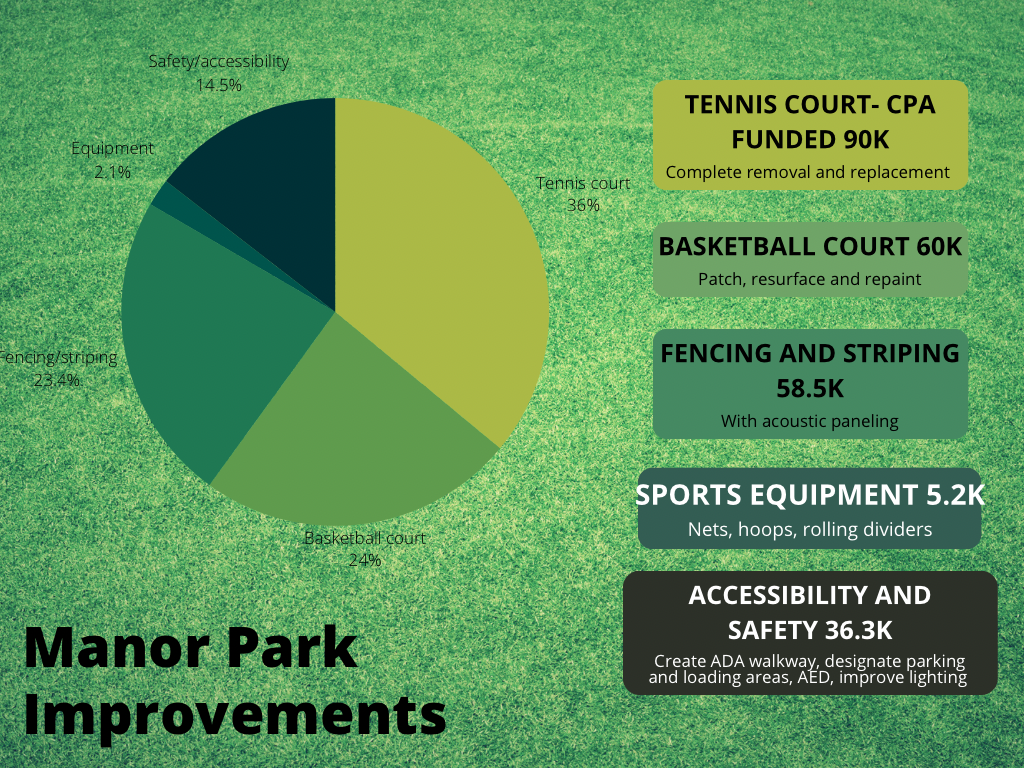 Safety/accessibility
14.5%
Equipment
2.1%
Tennis court
36%
Fencing/striping
23.4%
Basketball court
24%
TENNIS COURT- CPA
FUNDED 90K
Complete removal and replacement
BASKETBALL COURT 60K
Patch, resurface and repaint
FENCING AND STRIPING
58.5K
With acoustic paneling
SPORTS EQUIPMENT 5.2K
Nets, hoops, rolling dividers
ACCESSIBILITY AND
SAFETY 36.3K
Create ADA walkway, designate parking
and loading areas, AED, improve lighting
Manor Park
Improvements